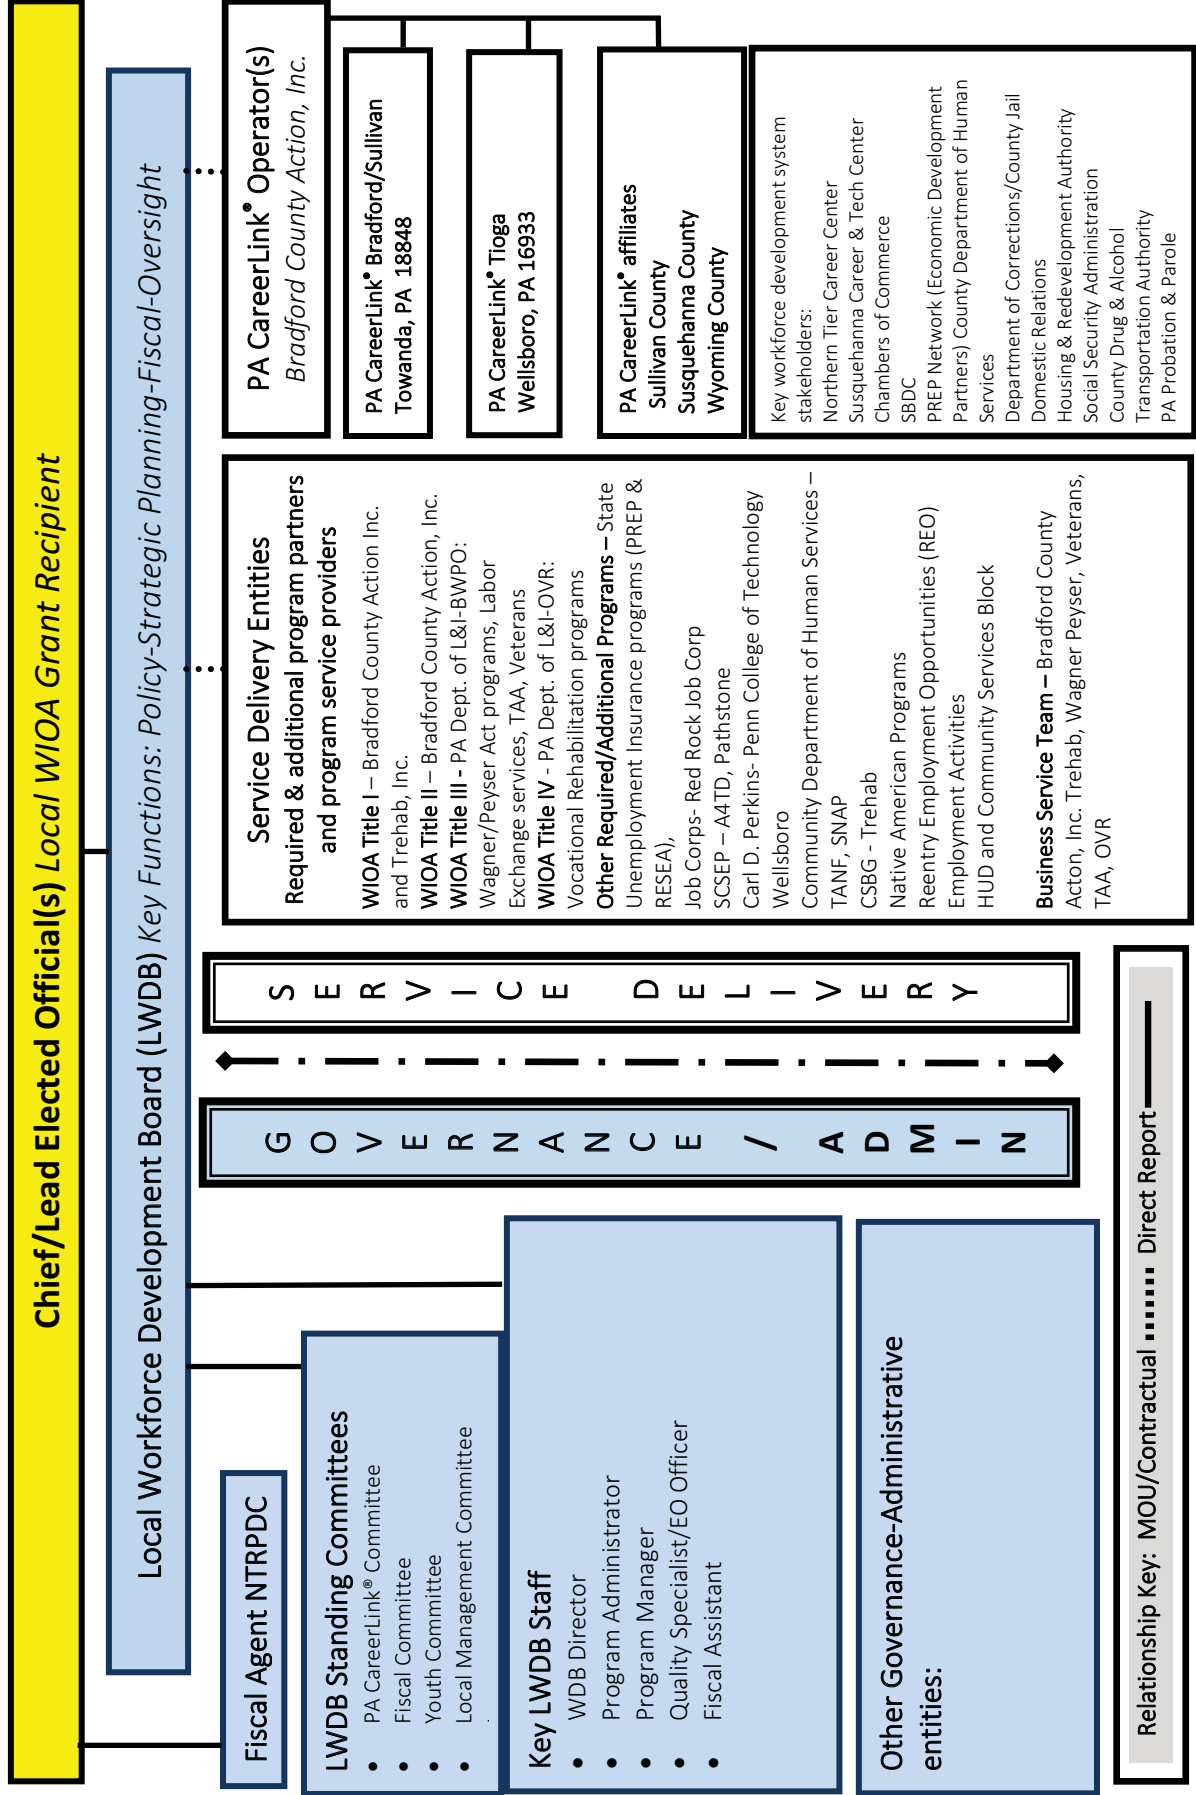 Chief/Lead Elected Official(s) Local WIOA Grant Recipient
Local Workforce Development Board (LWDB) Key Functions: Policy-Strategic Planning-Fiscal-Oversight
Fiscal Agent NTRPDC
LWDB Standing Committees
• PA CareerLink® Committee
• Fiscal Committee
• Youth Committee
• Local Management Committee
.
Key LWDB Staff
• WDB Director
• Program Administrator
• Program Manager
• Quality Specialist/EO Officer
• Fiscal Assistant
Other Governance-Administrative
entities:
GOVERNANCE / ADMIN
SERVICE DELIVERY
Service Delivery Entities
Required & additional program partners
and program service providers
WIOA Title I – Bradford County Action Inc.
and Trehab, Inc.
WIOA Title II – Bradford County Action, Inc.
WIOA Title III - PA Dept. of L&I-BWPO:
Wagner/Peyser Act programs, Labor
Exchange services, TAA, Veterans
WIOA Title IV - PA Dept. of L&I-OVR:
Vocational Rehabilitation programs
Other Required/Additional Programs – State
Unemployment Insurance programs (PREP &
RESEA),
Job Corps- Red Rock Job Corp
SCSEP – A4TD, Pathstone
Carl D. Perkins- Penn College of Technology
Wellsboro
Community Department of Human Services –
TANF, SNAP
CSBG - Trehab
Native American Programs
Reentry Employment Opportunities (REO)
Employment Activities
HUD and Community Services Block
Business Service Team – Bradford County
Acton, Inc. Trehab, Wagner Peyser, Veterans,
TAA, OVR
PA CareerLink® Operator(s)
Bradford County Action, Inc.
PA CareerLink® Bradford/Sullivan
Towanda, PA 18848
PA CareerLink® Tioga
Wellsboro, PA 16933
PA CareerLink® affiliates
Sullivan County
Susquehanna County
Wyoming County
Key workforce development system
stakeholders:
Northern Tier Career Center
Susquehanna Career & Tech Center
Chambers of Commerce
SBDC
PREP Network (Economic Development
Partners) County Department of Human
Services
Department of Corrections/County Jail
Domestic Relations
Housing & Redevelopment Authority
Social Security Administration
County Drug & Alcohol
Transportation Authority
PA Probation & Parole
Relationship Key: MOU/Contractual Direct Report